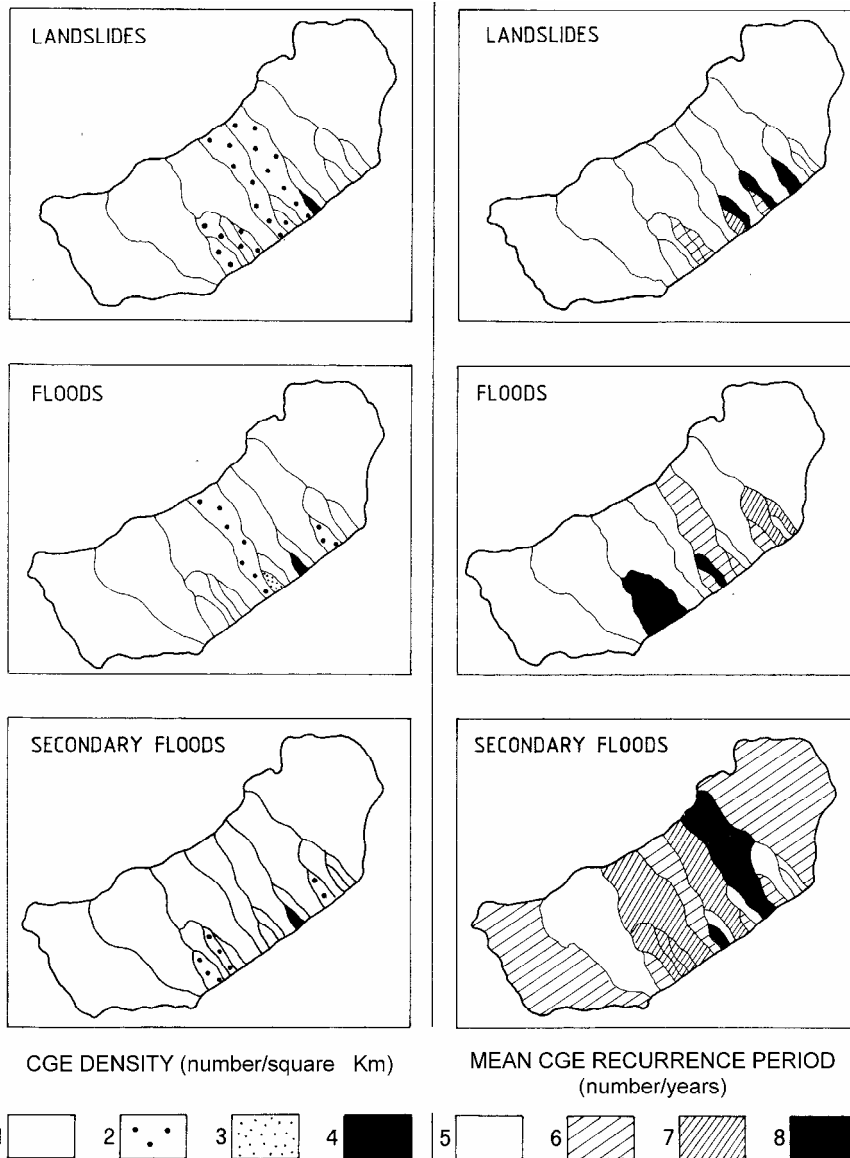 LANDSLIDES
LANDSLIDES
FLOODS
FLOODS
SECONDARY FLOODS
SECONDARY FLOODS
CGE DENSITY (number/square Km)
MEAN CGE RECURRENCE PERIOD
(number/years)
2 3 4 5 6 7 8